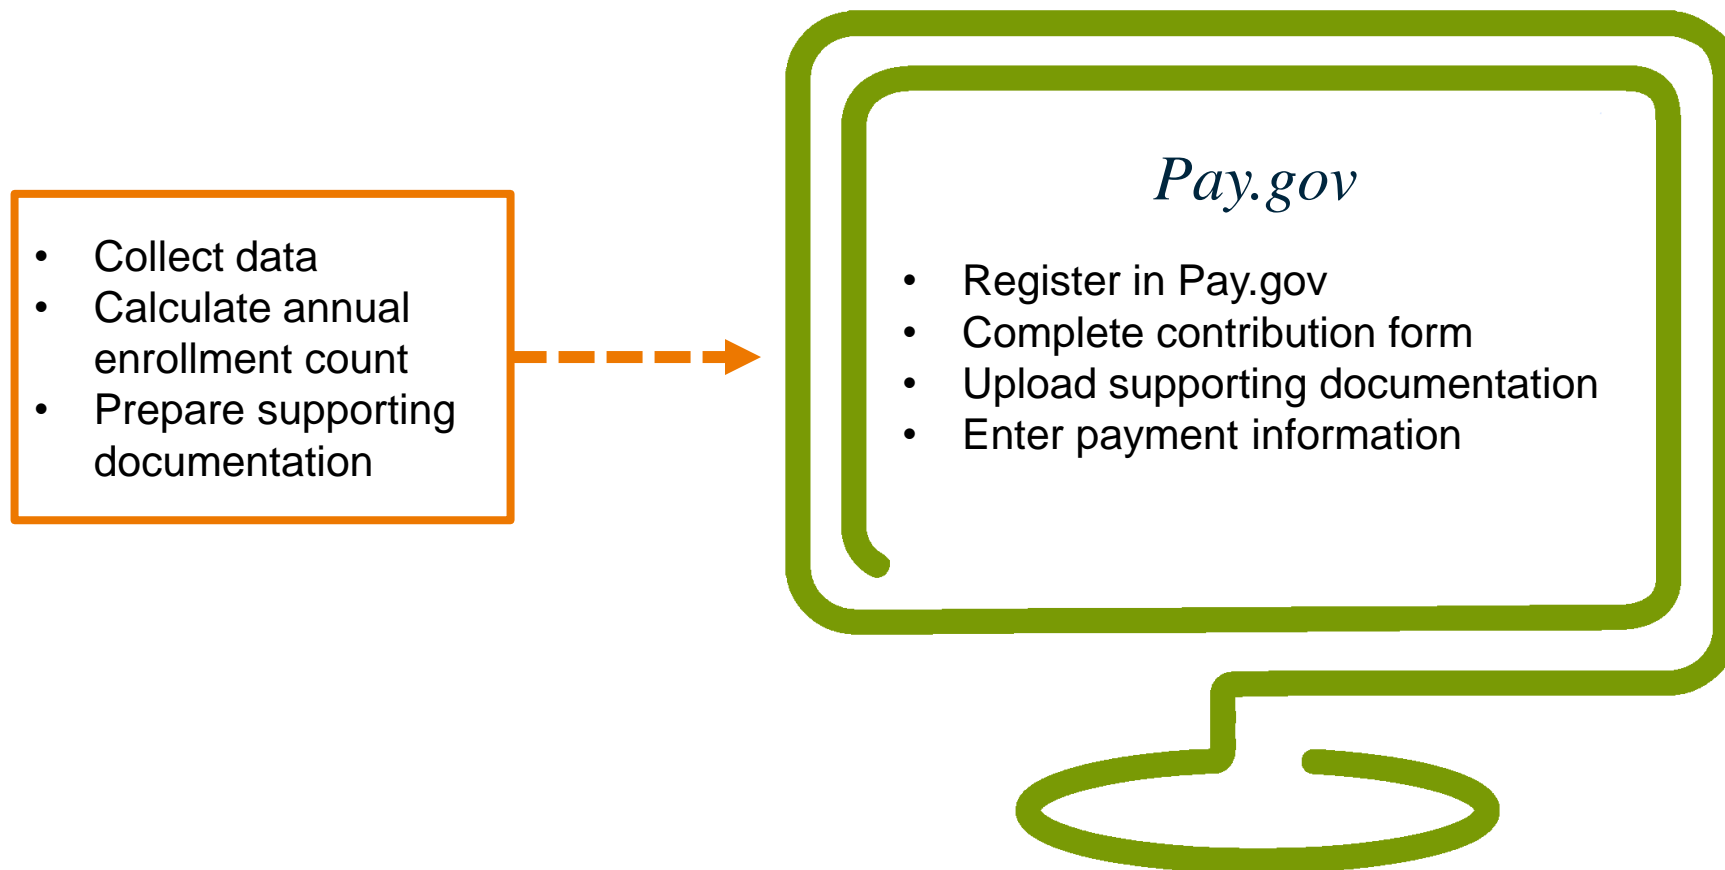 • Collect data
• Calculate annual
enrollment count
• Prepare supporting
documentation
Pay.gov
• Register in Pay.gov
• Complete contribution form
• Upload supporting documentation
• Enter payment information